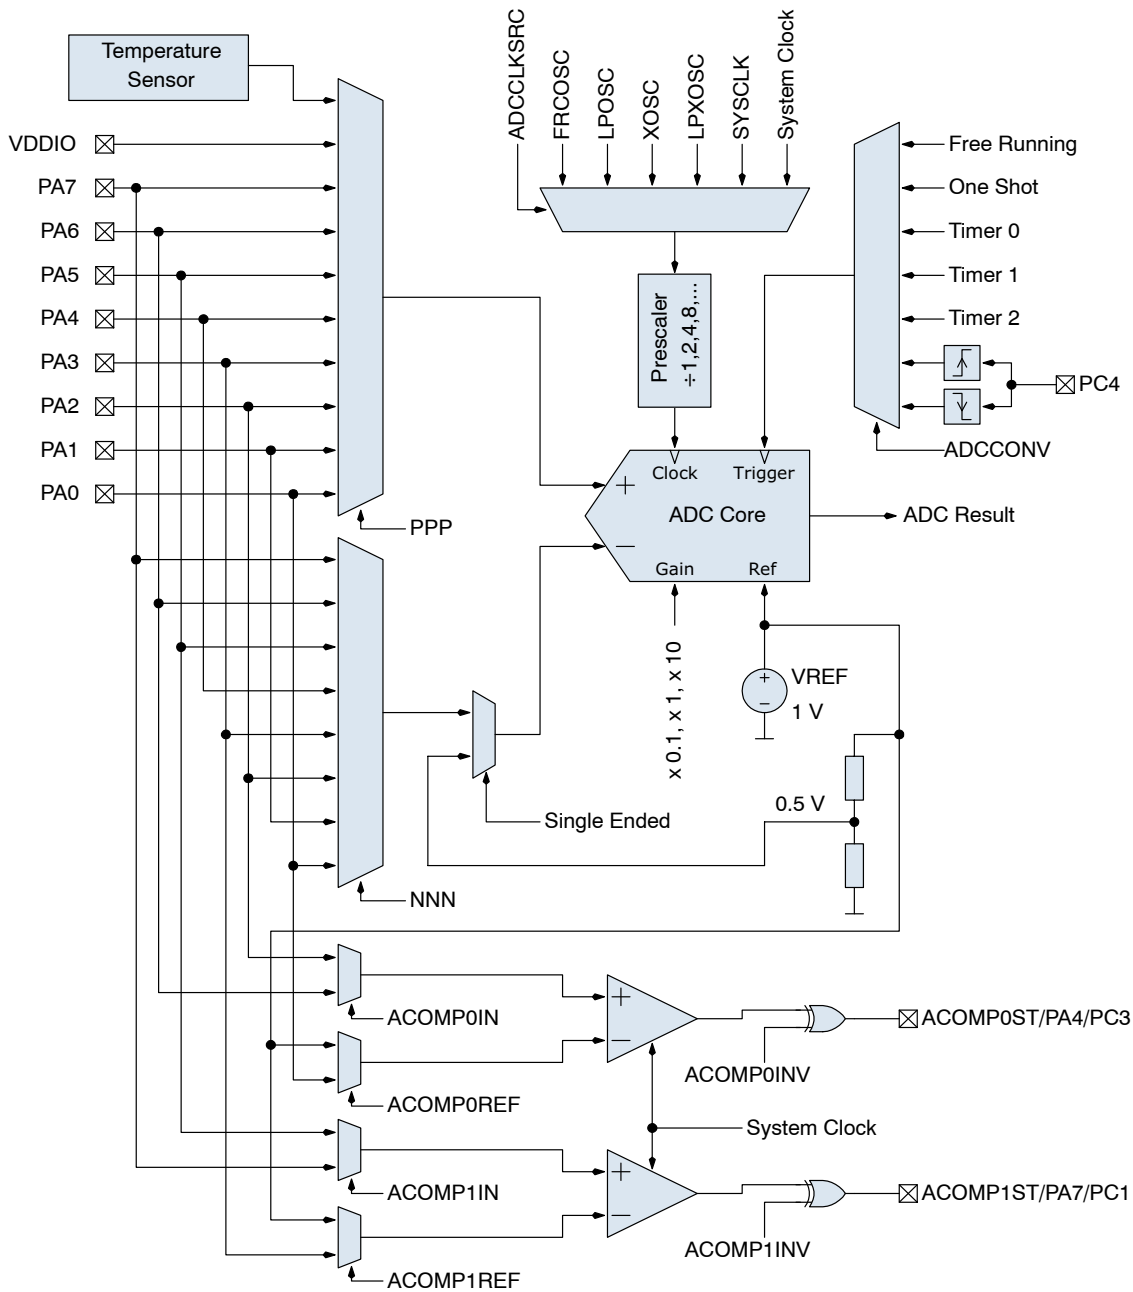 Temperature
Sensor
VDDIO
PA7
PA6
PA5
PA4
PA3
PA2
PA1
PA0
PPP
NNN
ADCCLKSRC
FRCOSC
LPOSC
XOSC
LPXOSC
SYSCLK
System Clock
Prescaler
÷1,2,4,8,...
Free Running
One Shot
Timer 0
Timer 1
Timer 2
PC4
ADCCONV
Clock
Trigger
+
ADC Core
ADC Result
−
Gain
Ref
x 0.1, x 1, x 10
+
VREF
−
1 V
0.5 V
Single Ended
ACOMP0IN
+
−
ACOMP0ST/PA4/PC3
ACOMP0INV
ACOMP0REF
System Clock
ACOMP1IN
+
−
ACOMP1ST/PA7/PC1
ACOMP1INV
ACOMP1REF